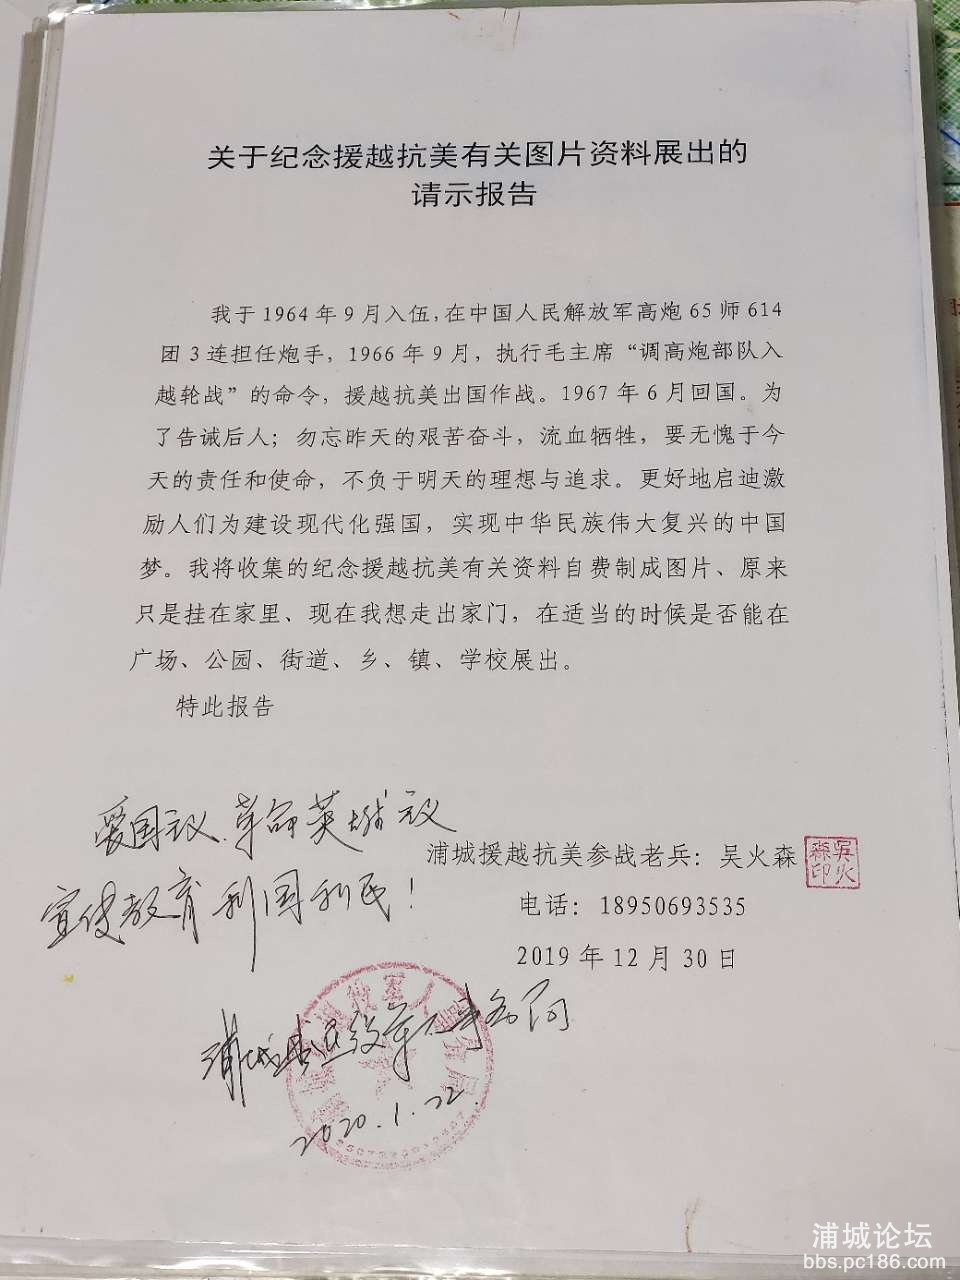 关于纪念援越抗美有关图片资料展出的
请示报告
我于1964年9月入伍,在中国人民解放军高炮65师614
团3连担任炮手，1966年9月，执行毛主席“调高炮部队入
越轮战”的命令，援越抗美出国作战。1967年6月回国。为
了告诫后人；勿忘昨天的艰苦奋斗，流血牺牲，要无愧于今
天的责任和使命，不负于明天的理想与追求。更好地启迪激
励人们为建设现代化强国，实现中华民族伟大复兴的中国
梦。我将收集的纪念援越抗美有关资料自费制成图片、原来
只是挂在家里、现在我想走出家门，在适当的时候是否能在
广场、公园、街道、乡、镇、学校展出。
特此报告
爱国主义.革命英雄主义
宣传教育利国利民！
浦城援越抗美参战老兵：吴火森
吳火森印
电话：18950693535
2019年12月30日
浦城县退役军人事务局
2020.1.22.
浦城论坛
bbs.pc186.com